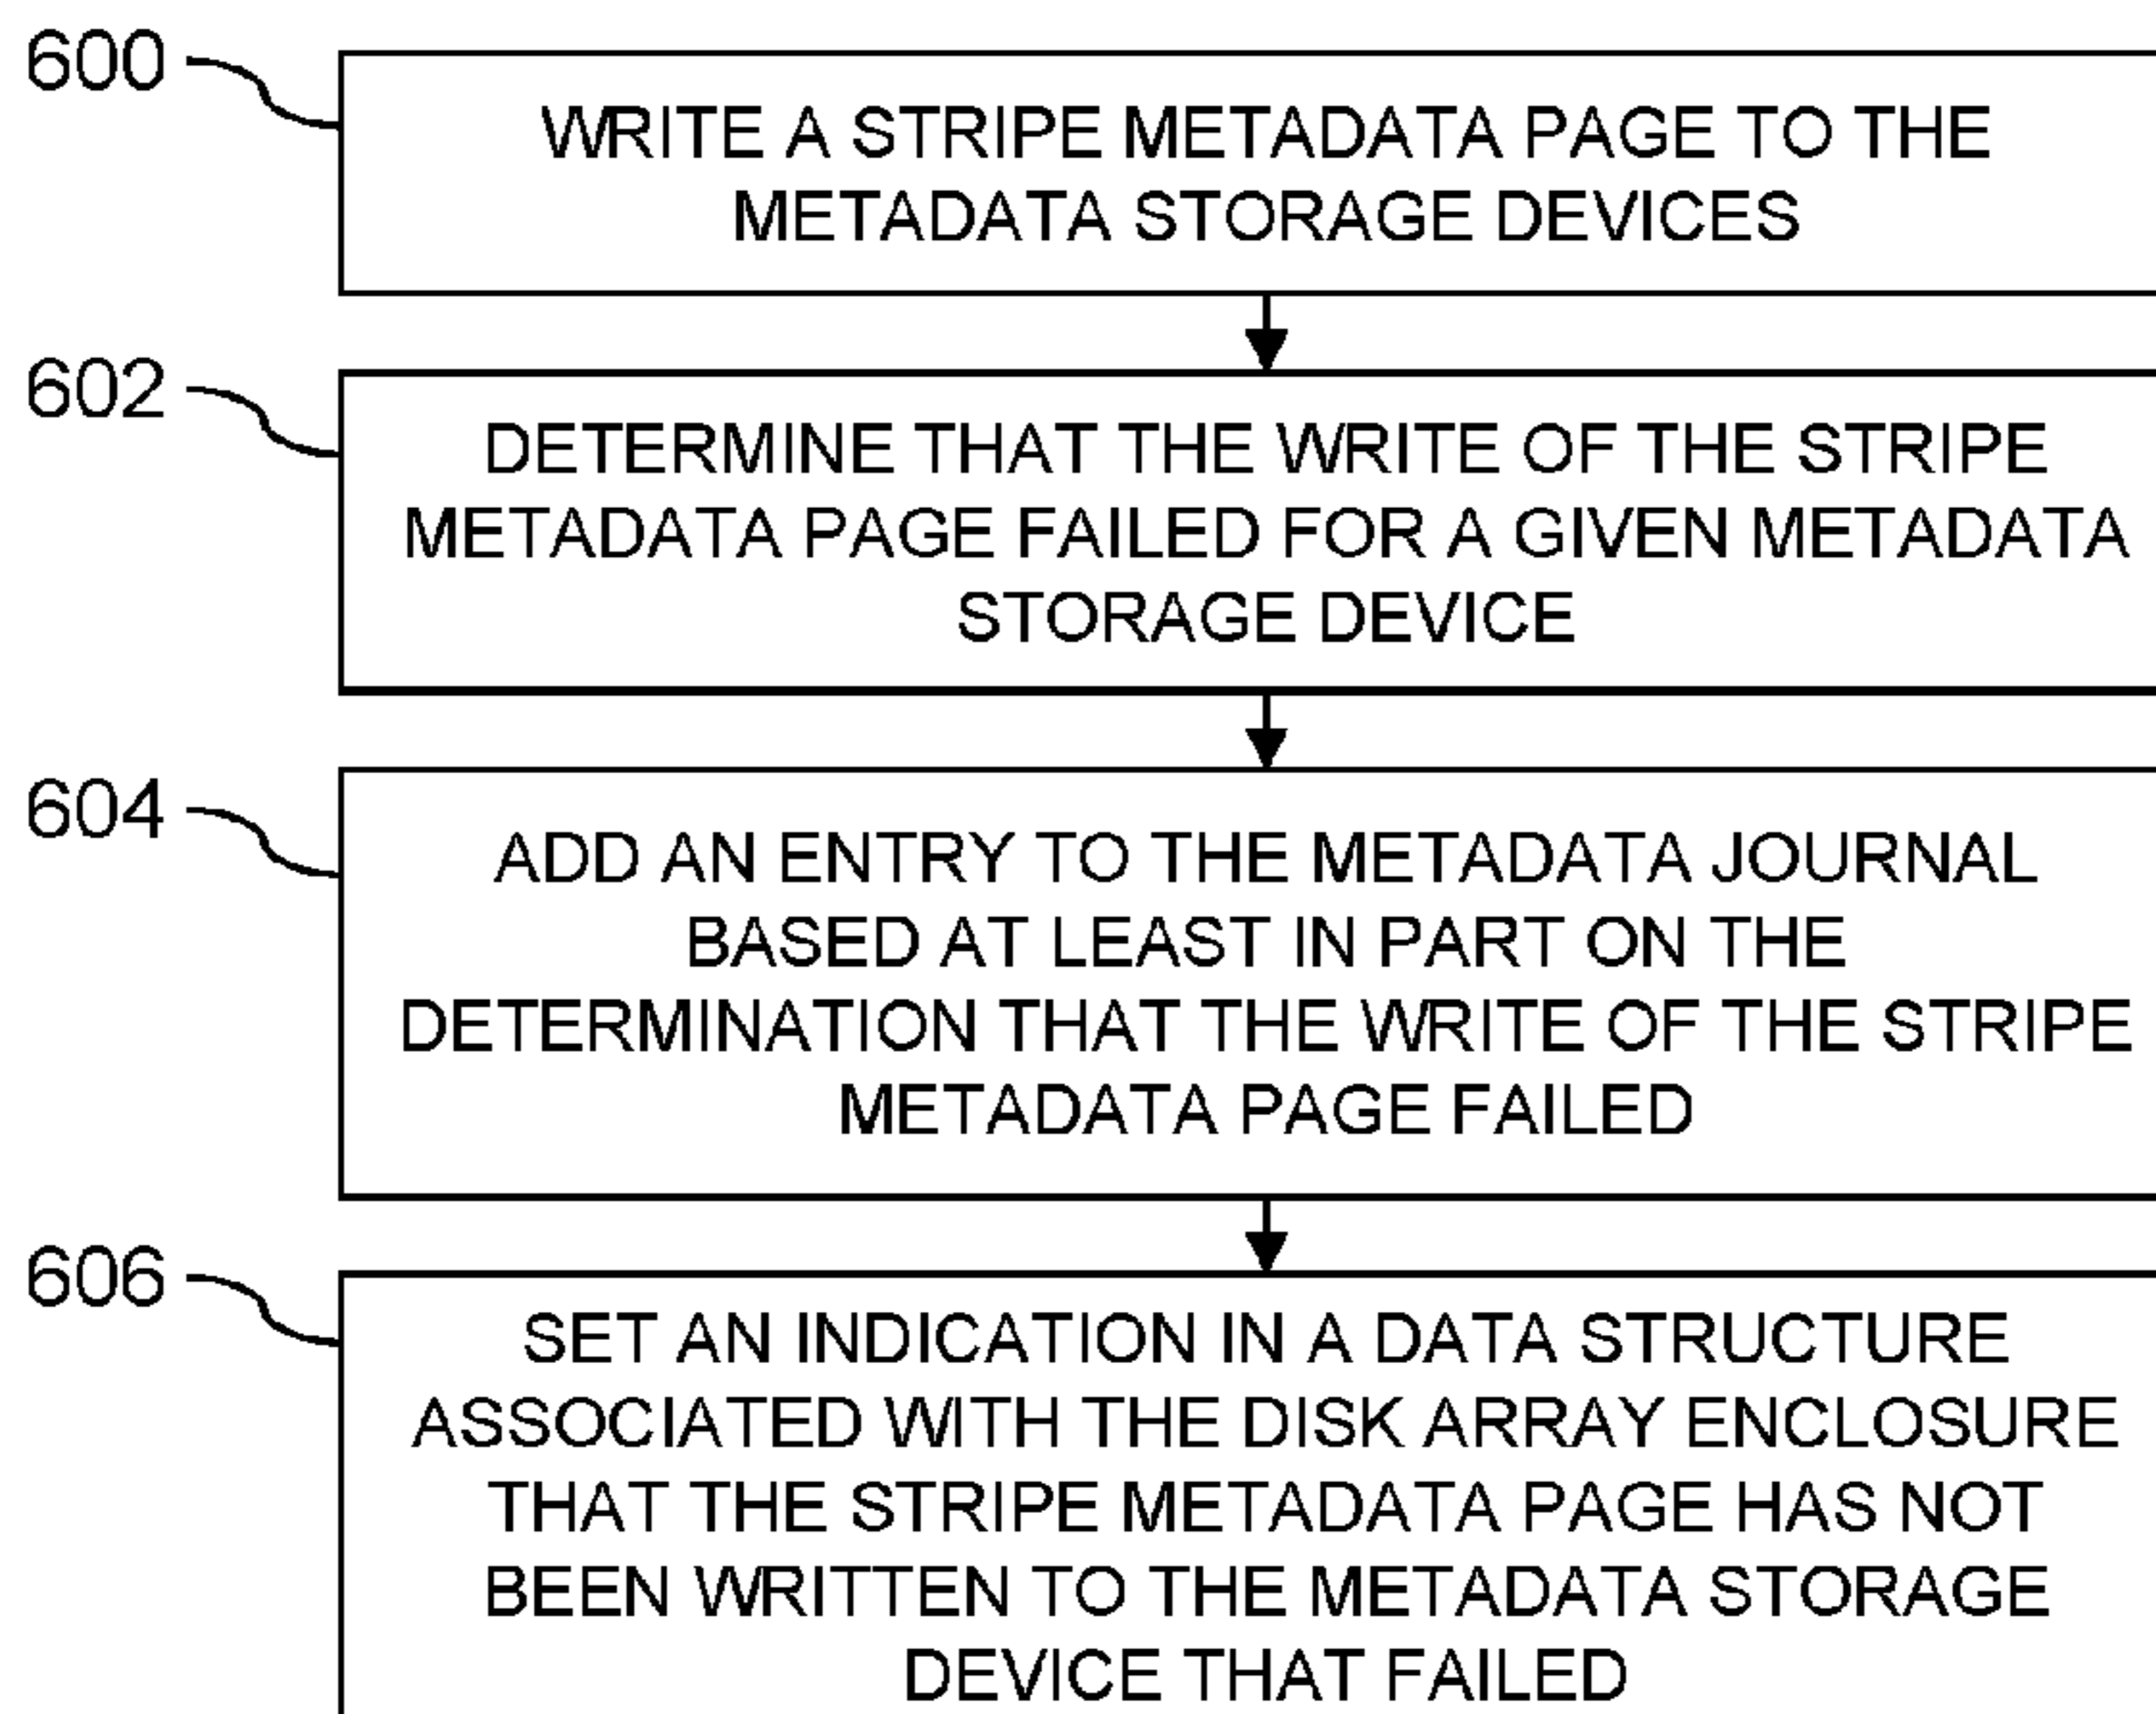 600
WRITE A STRIPE METADATA PAGE TO THE
METADATA STORAGE DEVICES
602
DETERMINE THAT THE WRITE OF THE STRIPE
METADATA PAGE FAILED FOR A GIVEN METADATA
STORAGE DEVICE
604
ADD AN ENTRY TO THE METADATA JOURNAL
BASED AT LEAST IN PART ON THE
DETERMINATION THAT THE WRITE OF THE STRIPE
METADATA PAGE FAILED
606
SET AN INDICATION IN A DATA STRUCTURE
ASSOCIATED WITH THE DISK ARRAY ENCLOSURE
THAT THE STRIPE METADATA PAGE HAS NOT
BEEN WRITTEN TO THE METADATA STORAGE
DEVICE THAT FAILED